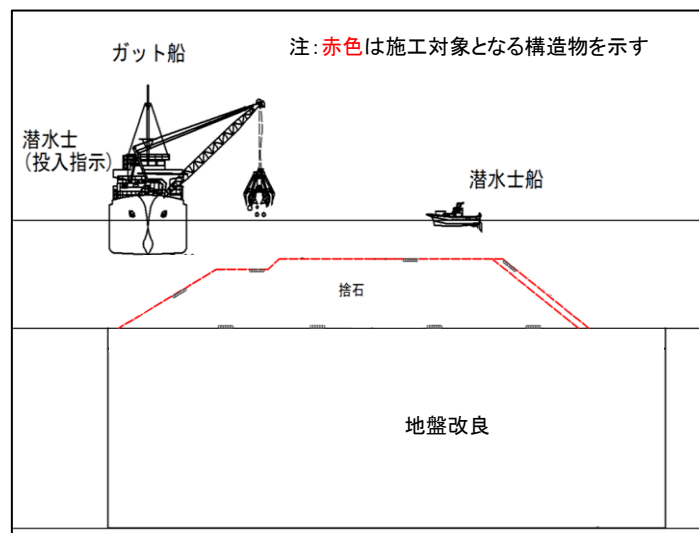 注：赤色は施工対象となる構造物を示す
ガット船
潜水士
（投入指示）
潜水士船
捨石
地盤改良